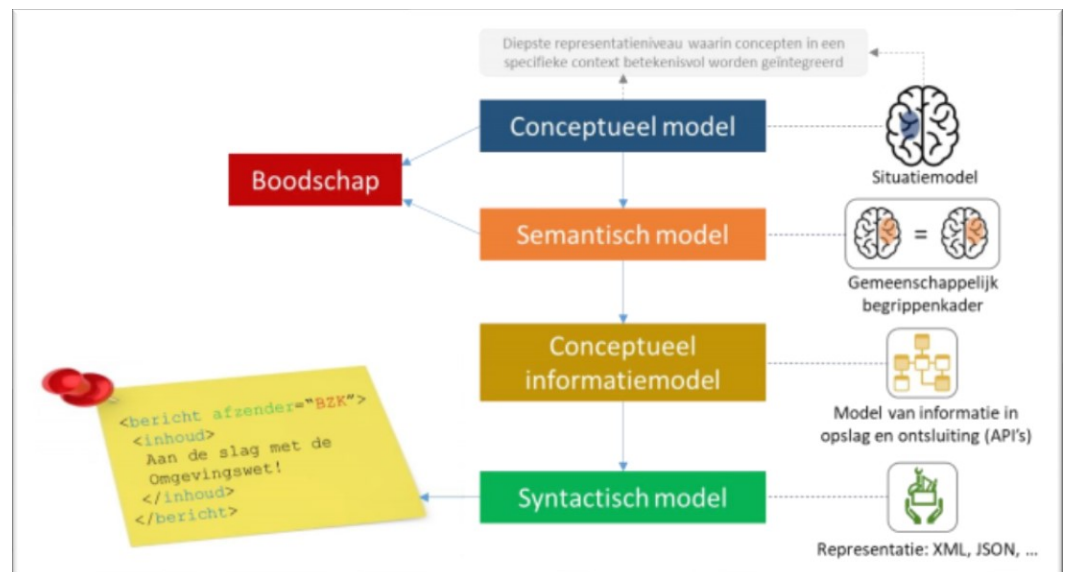 Diepste representatieniveau waarin concepten in een
specifieke context betekenisvol worden geïntegreerd
Conceptueel model
Situatiemodel
Boodschap
Semantisch model
=
Gemeenschappelijk
begrippenkader
Conceptueel
informatiemodel
Model van informatie in
opslag en ontsluiting (API's)
<bericht afzender="BZK">
<inhoud>
Aan de slag met de
Omgevingswet!
</inhoud>
</bericht>
Syntactisch model
Representatie: XML, JSON, ...